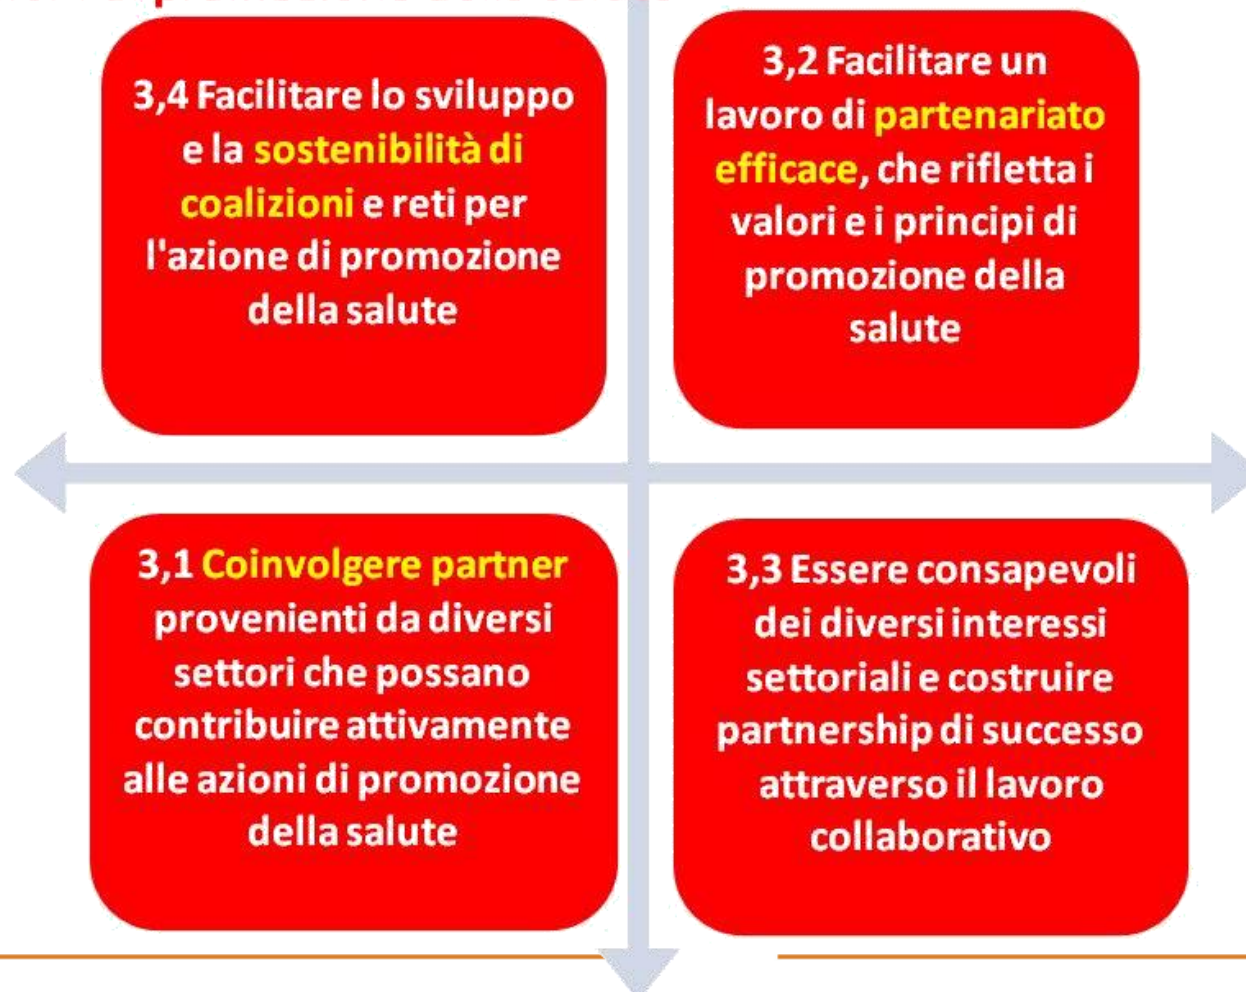 3,4 Facilitare lo sviluppo
e la sostenibilità di
coalizioni e reti per
l'azione di promozione
della salute
3,2 Facilitare un
lavoro di partenariato
efficace, che rifletta i
valori e i principi di
promozione della
salute
3,1 Coinvolgere partner
provenienti da diversi
settori che possano
contribuire attivamente
alle azioni di promozione
della salute
3,3 Essere consapevoli
dei diversi interessi
settoriali e costruire
partnership di successo
attraverso il lavoro
collaborativo